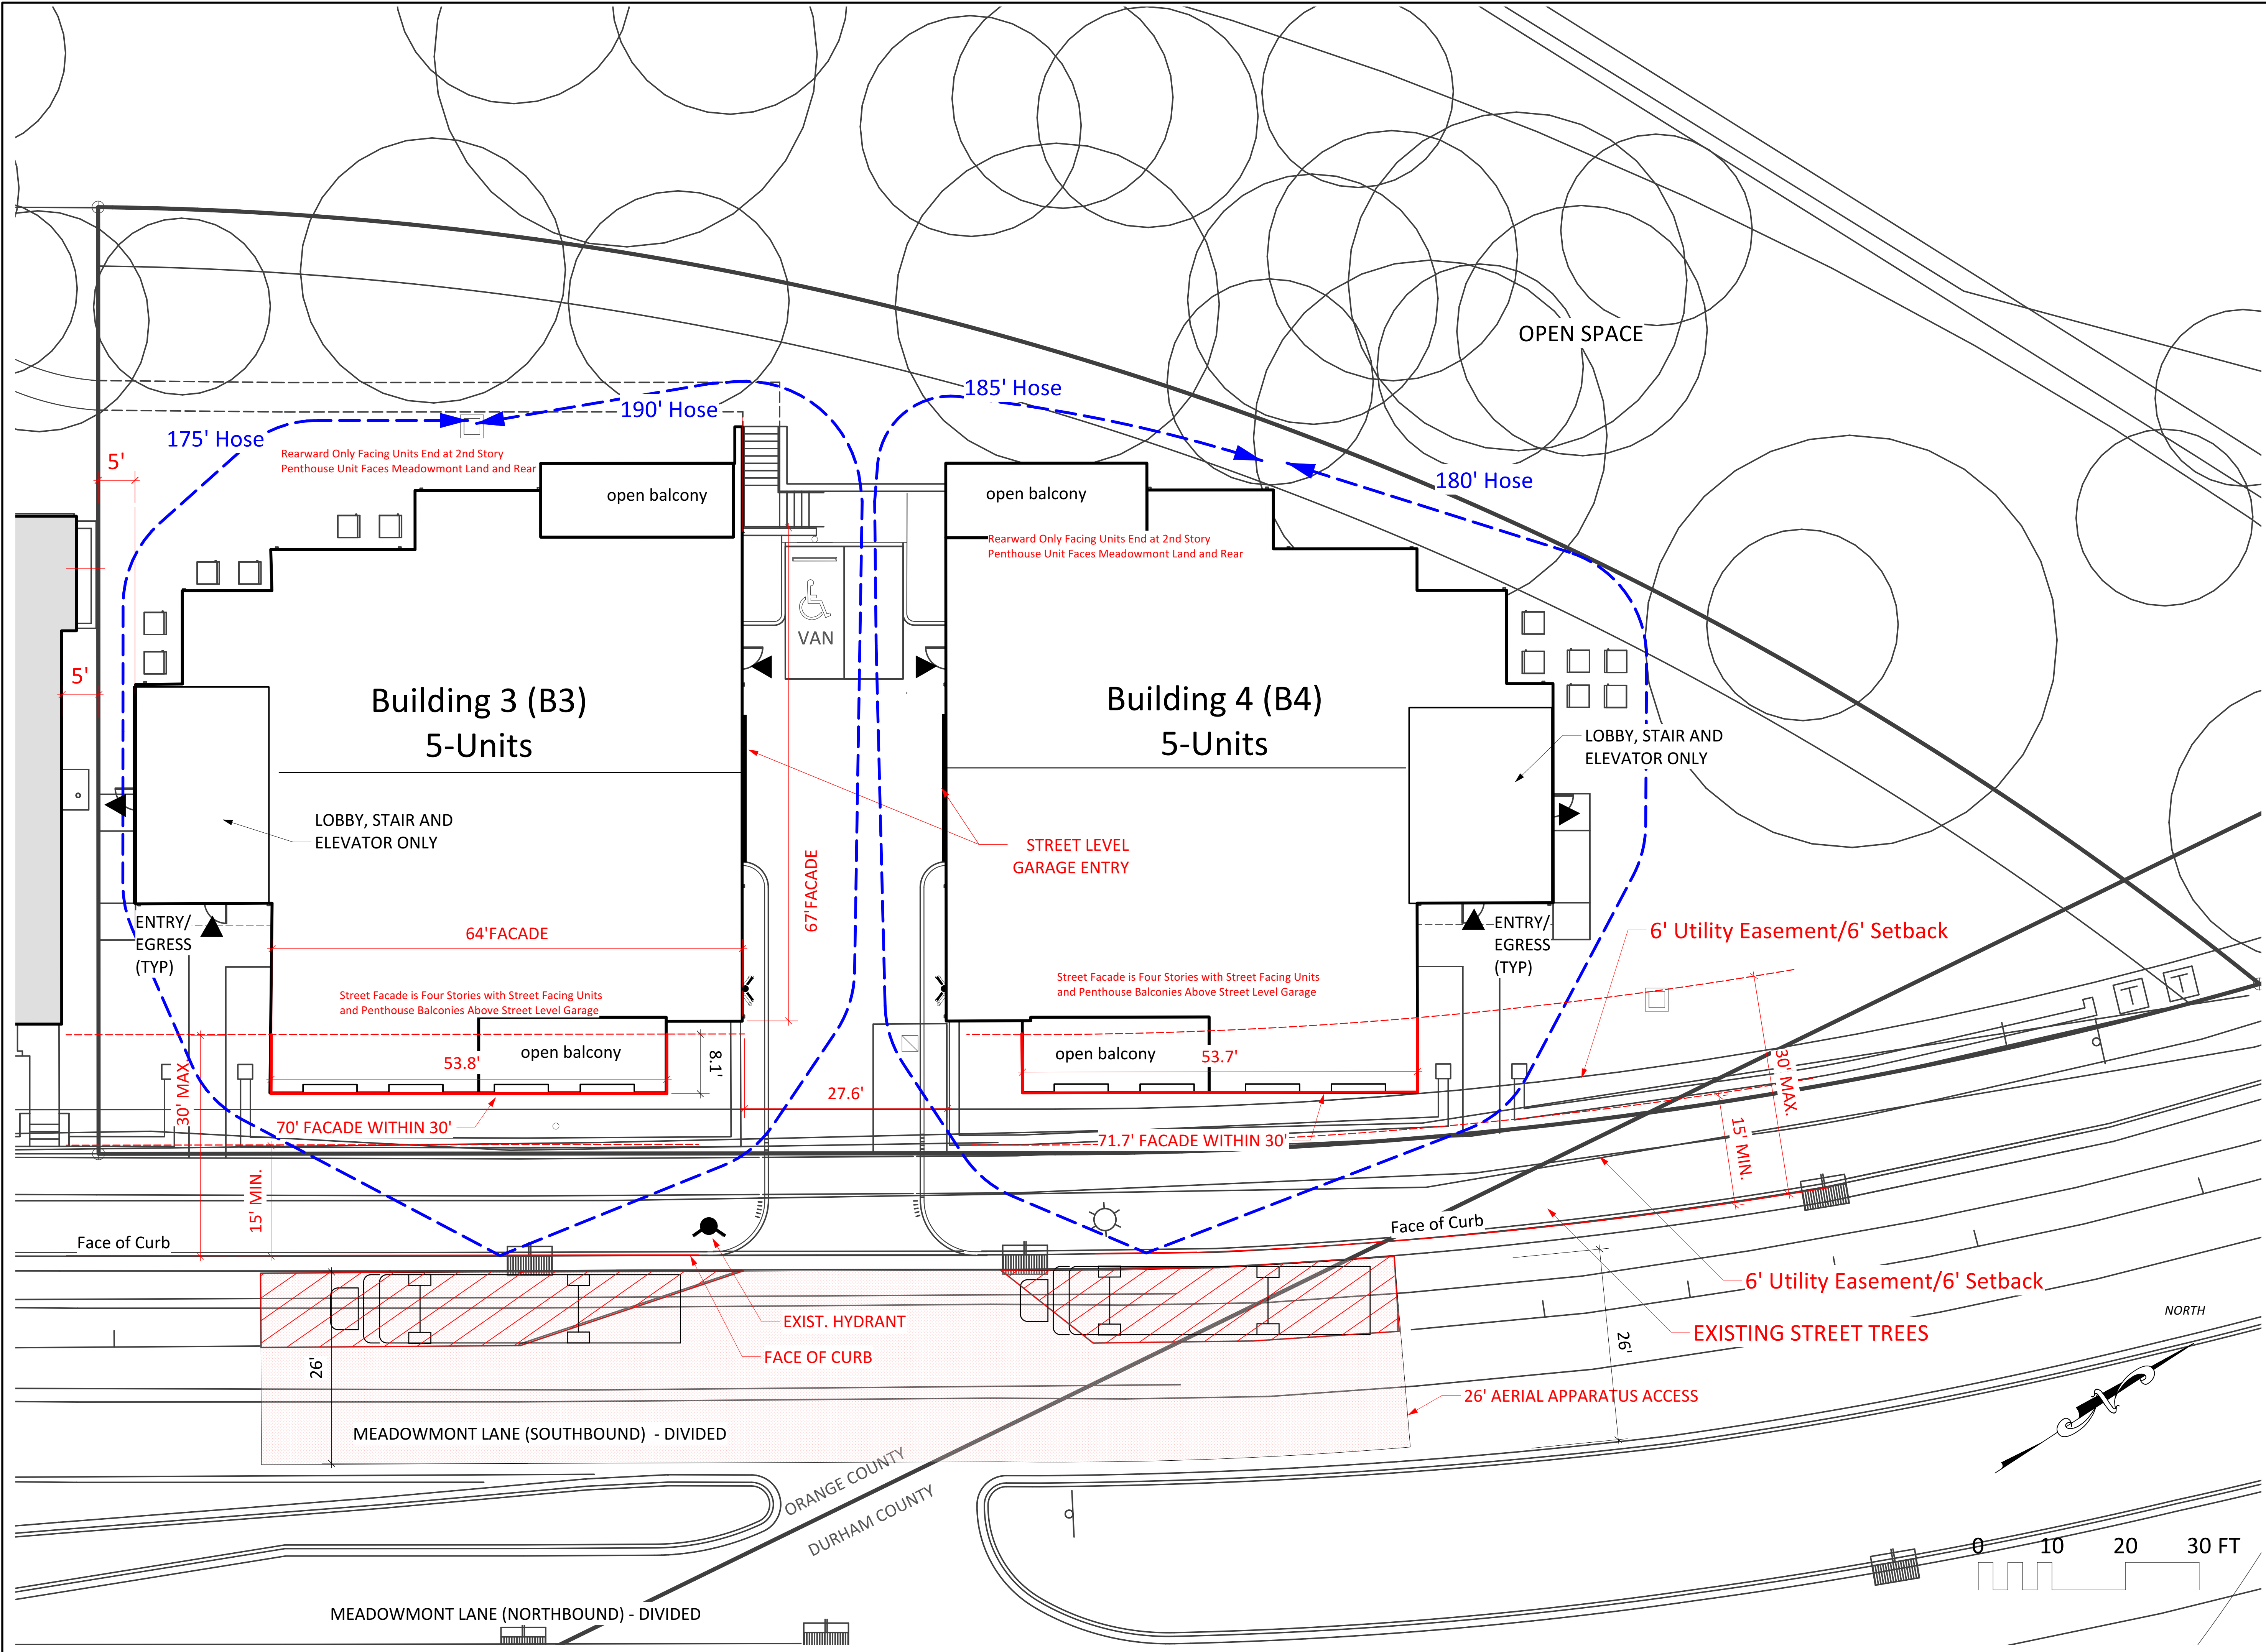 OPEN SPACE
185' Hose
190' Hose
175' Hose
180' Hose
5'
Rearward Only Facing Units End at 2nd Story
Penthouse Unit Faces Meadowmont Land and Rear
open balcony
open balcony
Rearward Only Facing Units End at 2nd Story
Penthouse Unit Faces Meadowmont Land and Rear
VAN
5'
Building 3 (B3)
5-Units
Building 4 (B4)
5-Units
LOBBY, STAIR AND
ELEVATOR ONLY
LOBBY, STAIR AND
ELEVATOR ONLY
STREET LEVEL
GARAGE ENTRY
67'FACADE
ENTRY/
EGRESS
(TYP)
64'FACADE
ENTRY/
EGRESS
(TYP)
6' Utility Easement/6' Setback
Street Facade is Four Stories with Street Facing Units
and Penthouse Balconies Above Street Level Garage
Street Facade is Four Stories with Street Facing Units
and Penthouse Balconies Above Street Level Garage
T
T
53.8'
open balcony
8.1'
open balcony
53.7'
30' MAX.
30' MAX.
27.6'
70' FACADE WITHIN 30'
71.7' FACADE WITHIN 30'
15' MIN.
15' MIN.
Face of Curb
Face of Curb
6' Utility Easement/6' Setback
EXIST. HYDRANT
FACE OF CURB
EXISTING STREET TREES
NORTH
26'
26'
26' AERIAL APPARATUS ACCESS
MEADOWMONT LANE (SOUTHBOUND) - DIVIDED
ORANGE COUNTY
DURHAM COUNTY
0 10 20 30 FT
MEADOWMONT LANE (NORTHBOUND) - DIVIDED